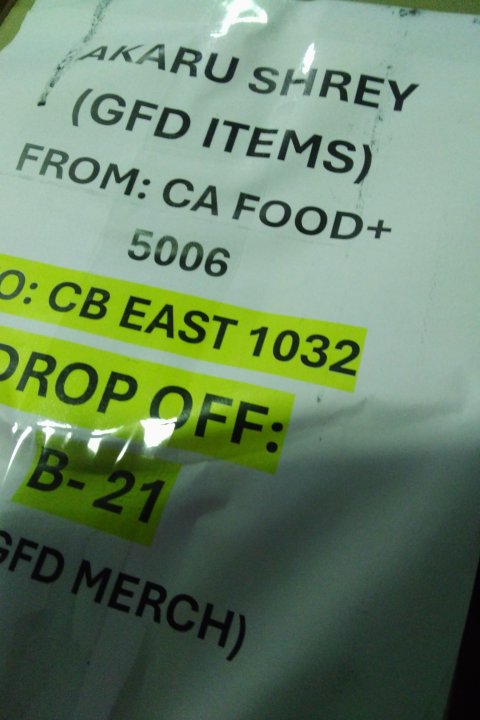 AKARU SHREY
(GFD ITEMS)
FROM: CA FOOD+
5006
O: CB EAST 1032
DROP OFF:
B- 21
GFD MERCH)